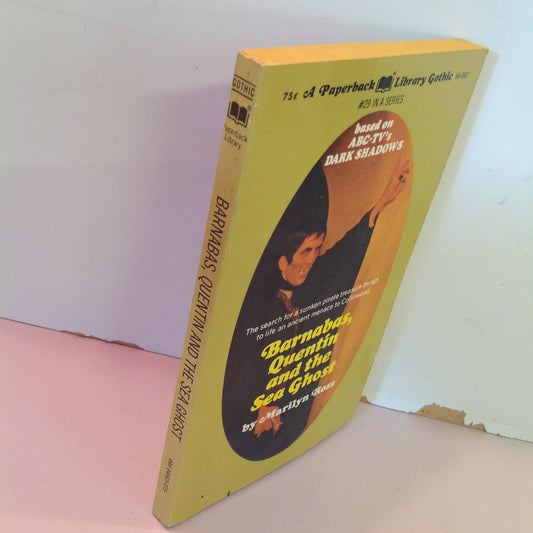 GOTHIC
Paperback
Library
BARNABAS, QUENTIN AND THE SEA GHOST
75¢ A Paperback Library Gothic 64-663
#29 IN A SERIES
based on
ABC-TV's
DARK SHADOWS
The search for a sunken pirate treasure brings
to life an ancient menace to Collinwood.
Barnabas,
Quentin
and the
Sea Ghost
by Marilyn Ross